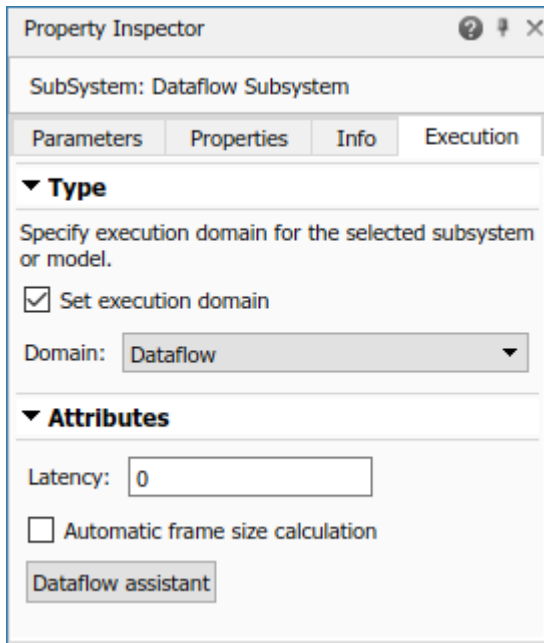 Property Inspector
SubSystem: Dataflow Subsystem
Parameters Properties Info Execution
Type
Specify execution domain for the selected subsystem
or model.
Set execution domain
Domain: Dataflow
Attributes
Latency: 0
Automatic frame size calculation
Dataflow assistant